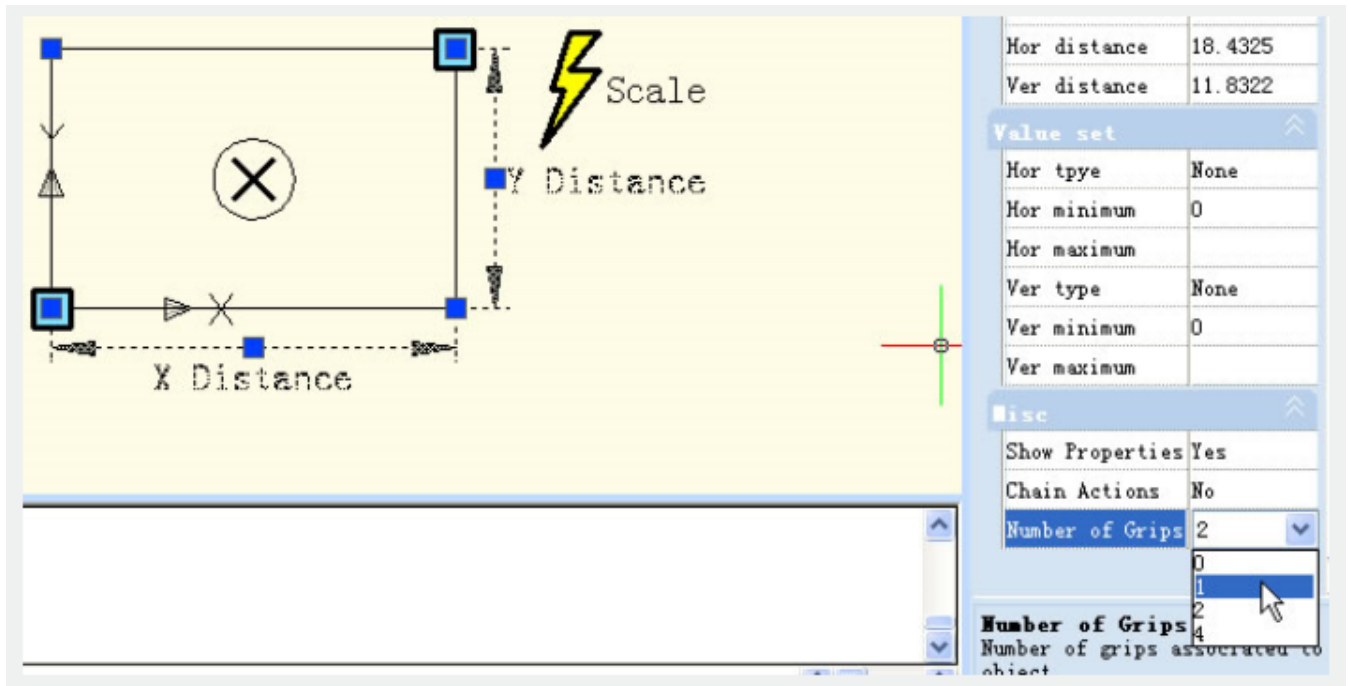 Scale
Y Distance
X Distance
Hor distance 18.4325
Ver distance 11.8322
Value set
Hor tpye None
Hor minimum 0
Hor maximum
Ver type None
Ver minimum 0
Ver maximum
Misc
Show Properties Yes
Chain Actions No
Number of Grips 2
0
1
2
4
Number of Grips
Number of grips associated to
object